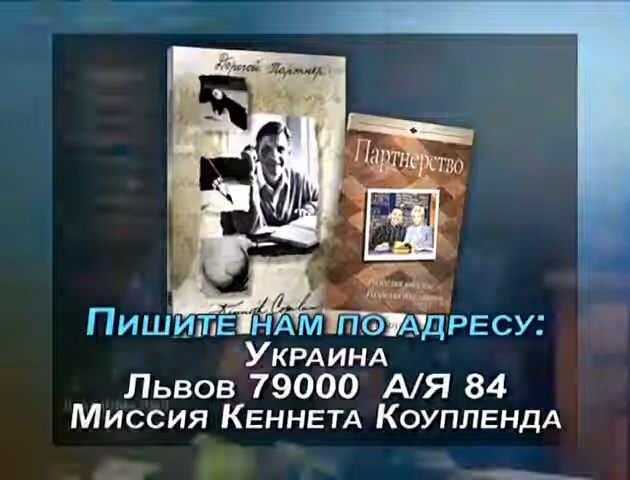 Дорогой Партнер
Партнерство
Пишите нам по адресу:
Украина
Львов 79000 А/Я 84
Миссия Кеннета Коупленда